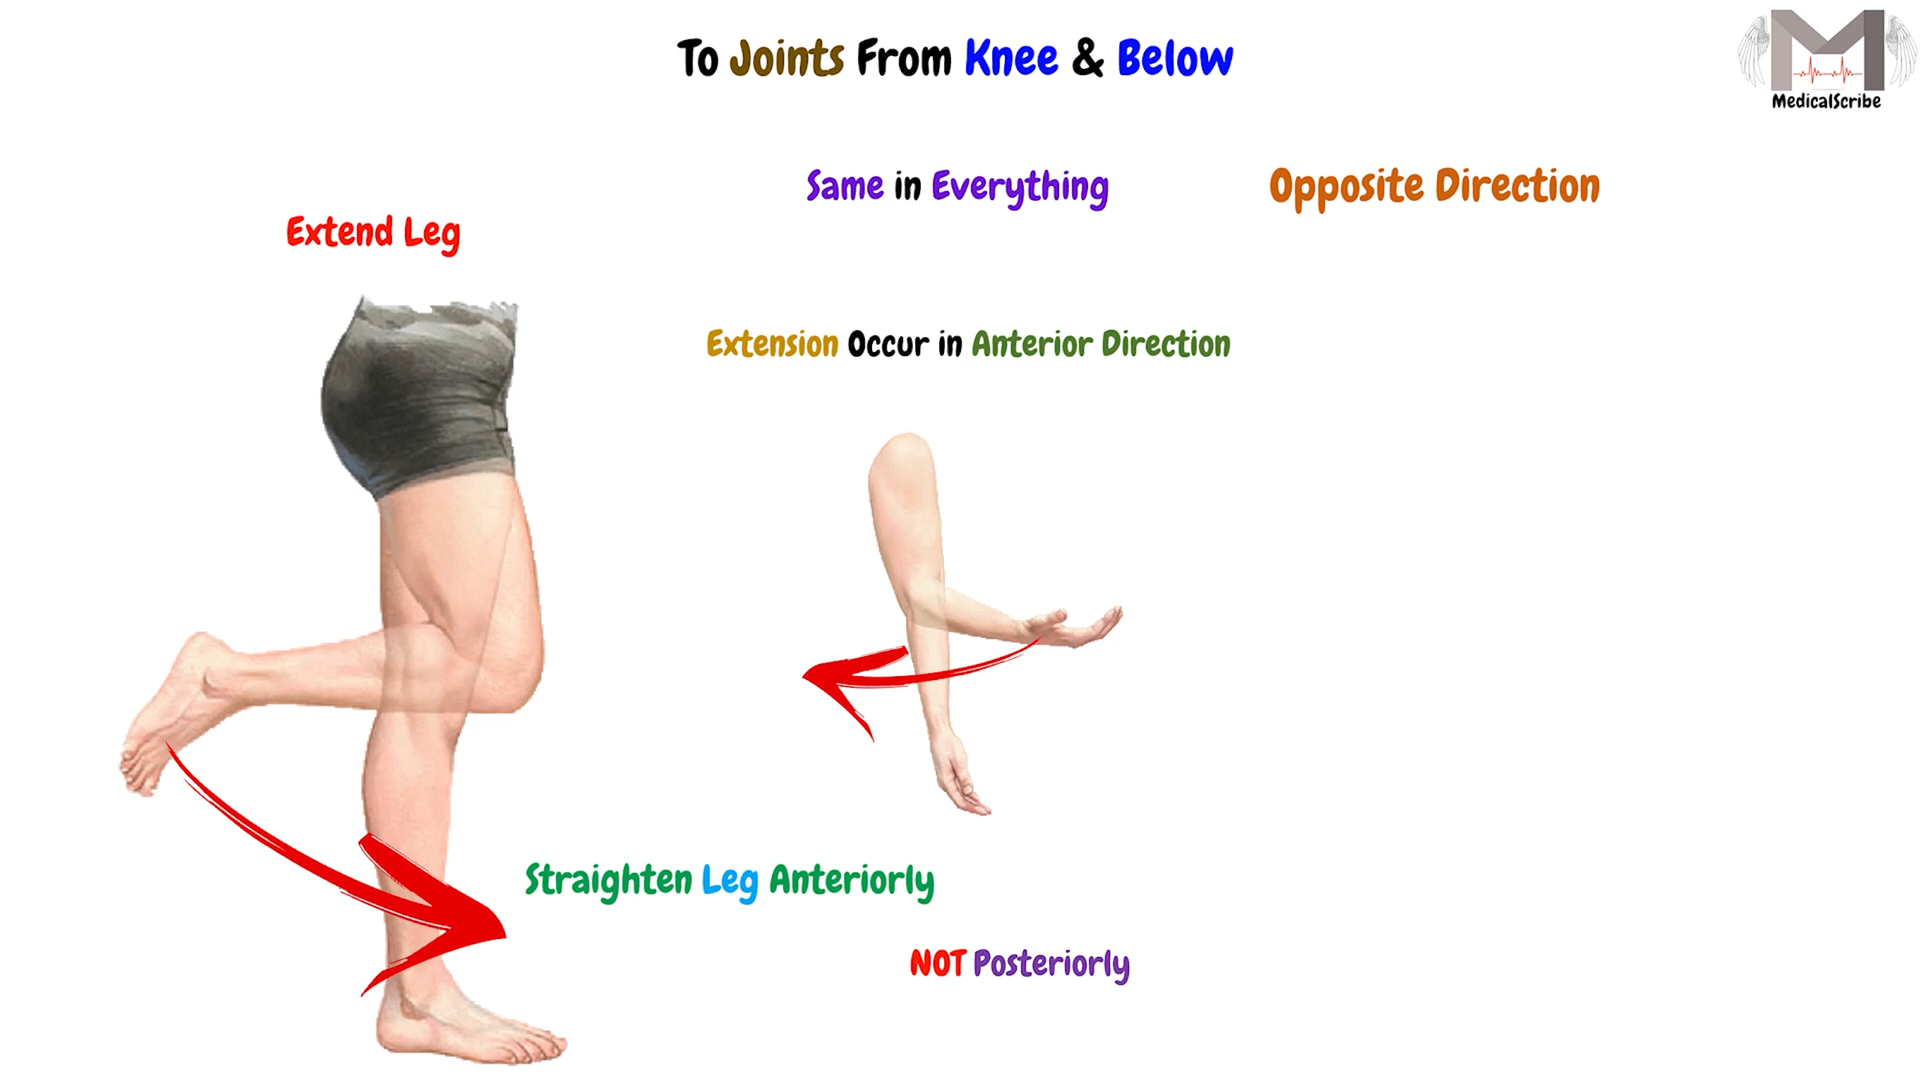 To Joints From Knee & Below
MedicalScribe
Same in Everything
Opposite Direction
Extend Leg
Extension Occur in Anterior Direction
Straighten Leg Anteriorly
NOT Posteriorly